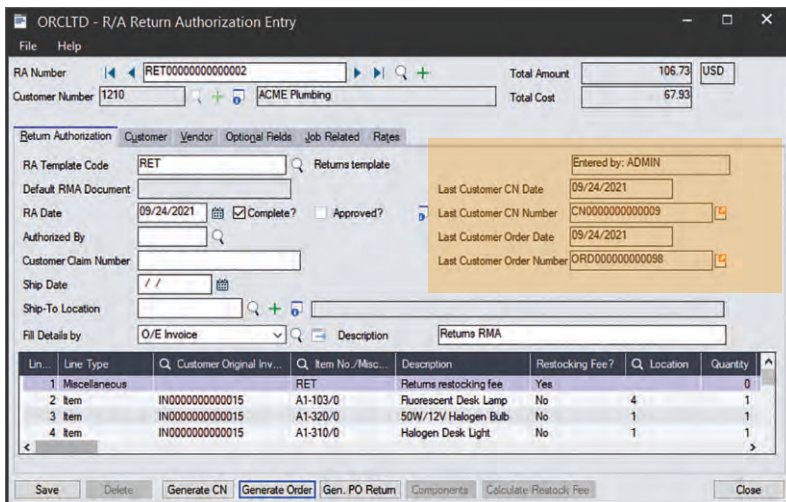 ORCLTD - R/A Return Authorization Entry
File Help
RA Number RET0000000000002 Total Amount 106.73 USD
Customer Number 1210 ACME Plumbing Total Cost 67.93
Return Authorization Customer Vendor Optional Fields Job Related Rates
RA Template Code RET Returns template Entered by: ADMIN
Default RMA Document Last Customer CN Date 09/24/2021
RA Date 09/24/2021 Complete? Approved? Last Customer CN Number CN0000000000009
Authorized By Last Customer Order Date 09/24/2021
Customer Claim Number Last Customer Order Number ORD000000000098
Ship Date / /
Ship-To Location
Fill Details by O/E Invoice Description Returns RMA
Lin... Line Type Customer Original Inv... Item No./Misc... Description Restocking Fee? Location Quantity
1 Miscellaneous RET Returns restocking fee Yes 0
2 Item IN0000000000015 A1-103/0 Fluorescent Desk Lamp No 4 1
3 Item IN0000000000015 A1-320/0 50W/12V Halogen Bulb No 1 1
4 Item IN0000000000015 A1-310/0 Halogen Desk Light No 1 1
Save Delete Generate CN Generate Order Gen. PO Return Components Calculate Restock Fee Close